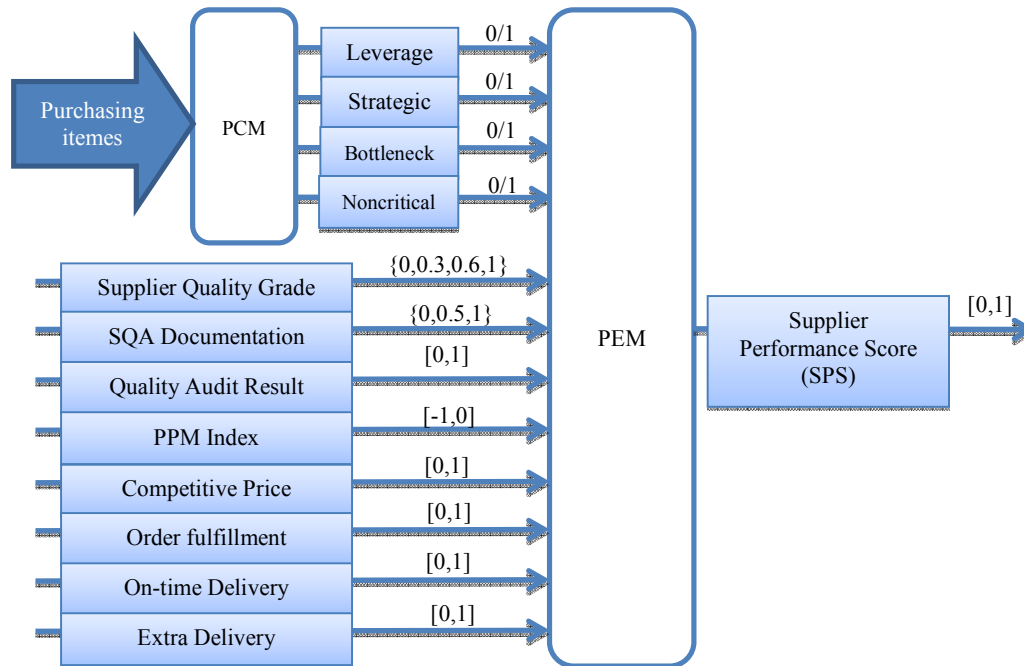 Purchasing
itemes
PCM
Leverage
0/1
Strategic
0/1
Bottleneck
0/1
Noncritical
0/1
Supplier Quality Grade
{0,0.3,0.6,1}
SQA Documentation
{0,0.5,1}
Quality Audit Result
[0,1]
PPM Index
[-1,0]
Competitive Price
[0,1]
Order fulfillment
[0,1]
On-time Delivery
[0,1]
Extra Delivery
[0,1]
PEM
Supplier
Performance Score
(SPS)
[0,1]